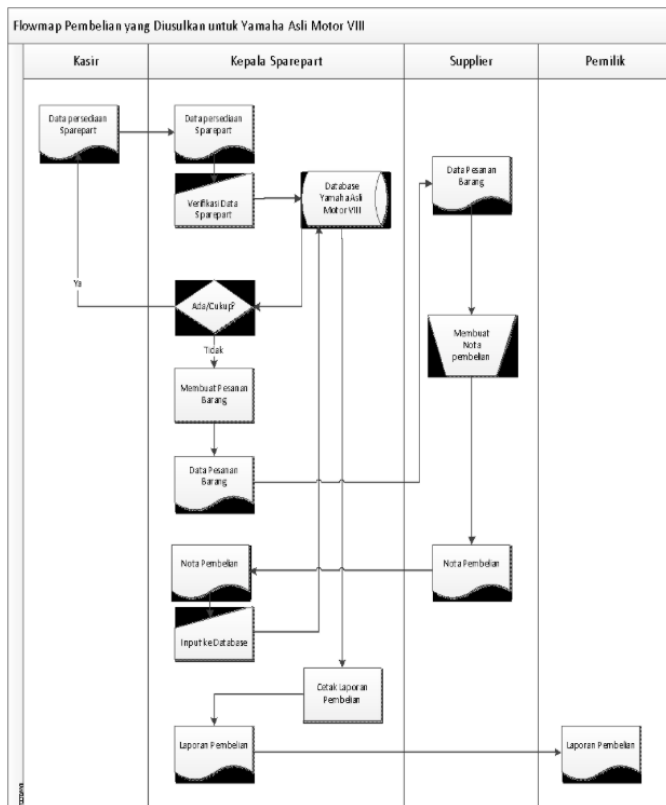 Flowmap Pembelian yang Diusulkan untuk Yamaha Asli Motor VIII
Kasir
Kepala Sparepart
Supplier
Pemilik
Data persediaan
Sparepart
Data persediaan
Sparepart
Verifikasi Data
Sparepart
Database
Yamaha Asli
Motor VIII
Data Pesanan
Barang
Ya
Ada/Cukup?
Tidak
Membuat
Nota
pembelian
Membuat Pesanan
Barang
Data Pesanan
Barang
Nota Pembelian
Nota Pembelian
Input ke Database
Cetak Laporan
Pembelian
Laporan Pembelian
Laporan Pembelian